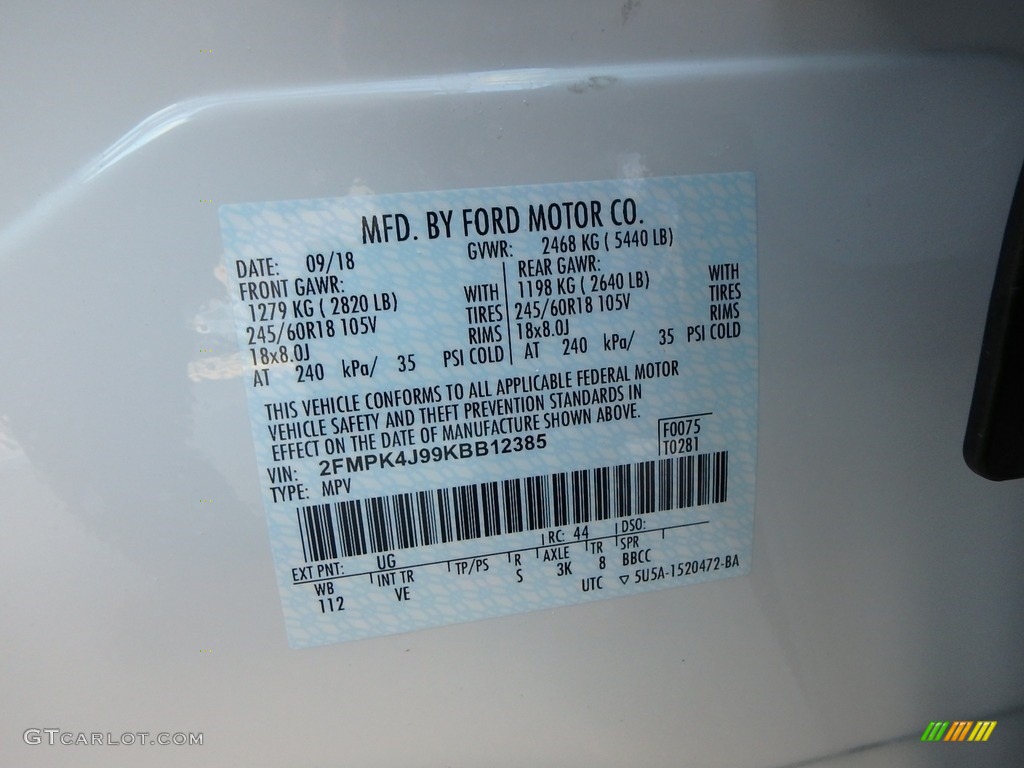 MFD. BY FORD MOTOR CO.
DATE: 09/18 GVWR: 2468 KG ( 5440 LB)
FRONT GAWR:
1279 KG ( 2820 LB) WITH
245/60R18 105V TIRES
18x8.0J RIMS
AT 240 kPa/ 35 PSI COLD
REAR GAWR:
1198 KG ( 2640 LB) WITH
245/60R18 105V TIRES
18x8.0J RIMS
AT 240 kPa/ 35 PSI COLD
THIS VEHICLE CONFORMS TO ALL APPLICABLE FEDERAL MOTOR
VEHICLE SAFETY AND THEFT PREVENTION STANDARDS IN
EFFECT ON THE DATE OF MANUFACTURE SHOWN ABOVE.
VIN: 2FMPK4J99KBB12385 F0075
TYPE: MPV T0281
EXT PNT: UG RC: 44 DSO:
WB INT TR TP/PS R AXLE TR SPR
112 VE S 3K 8 BBCC
UTC ▽ 5U5A-1520472-BA
GTCARLOT.COM